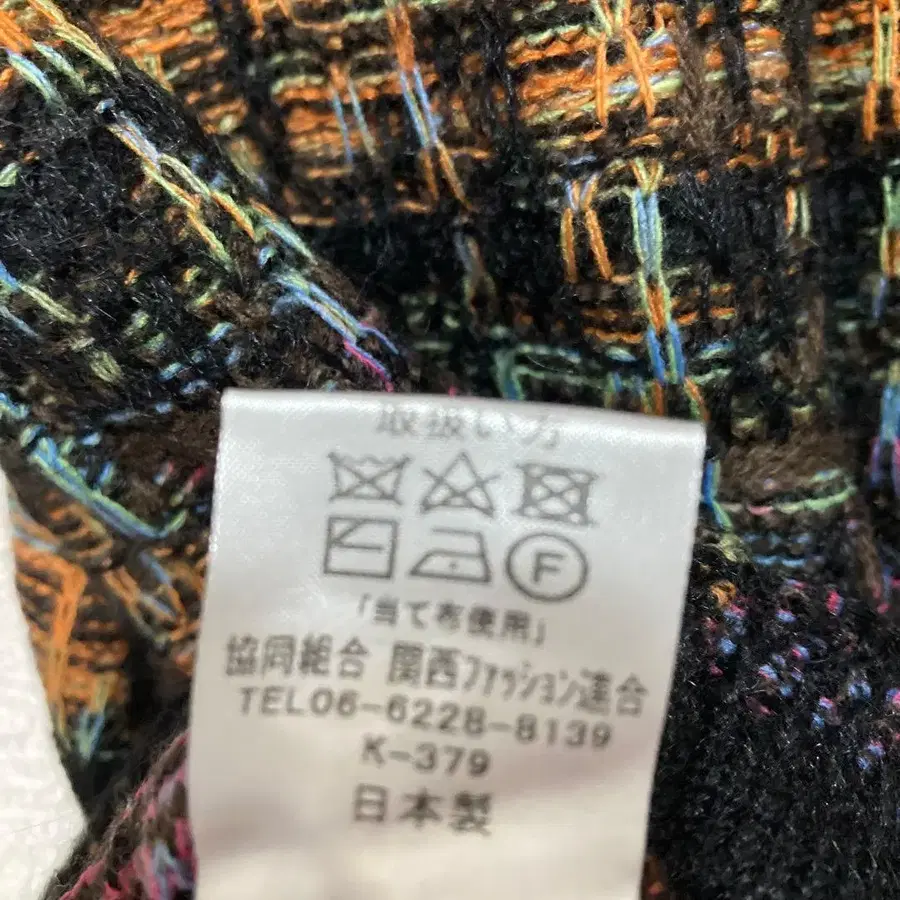 取扱い方
F
「当て布使用」
協同組合 関西ファッション連合
TEL06-6228-8139
K-379
日本製